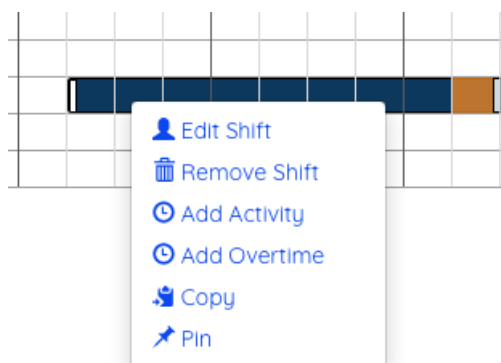 Edit Shift
Remove Shift
Add Activity
Add Overtime
Copy
Pin